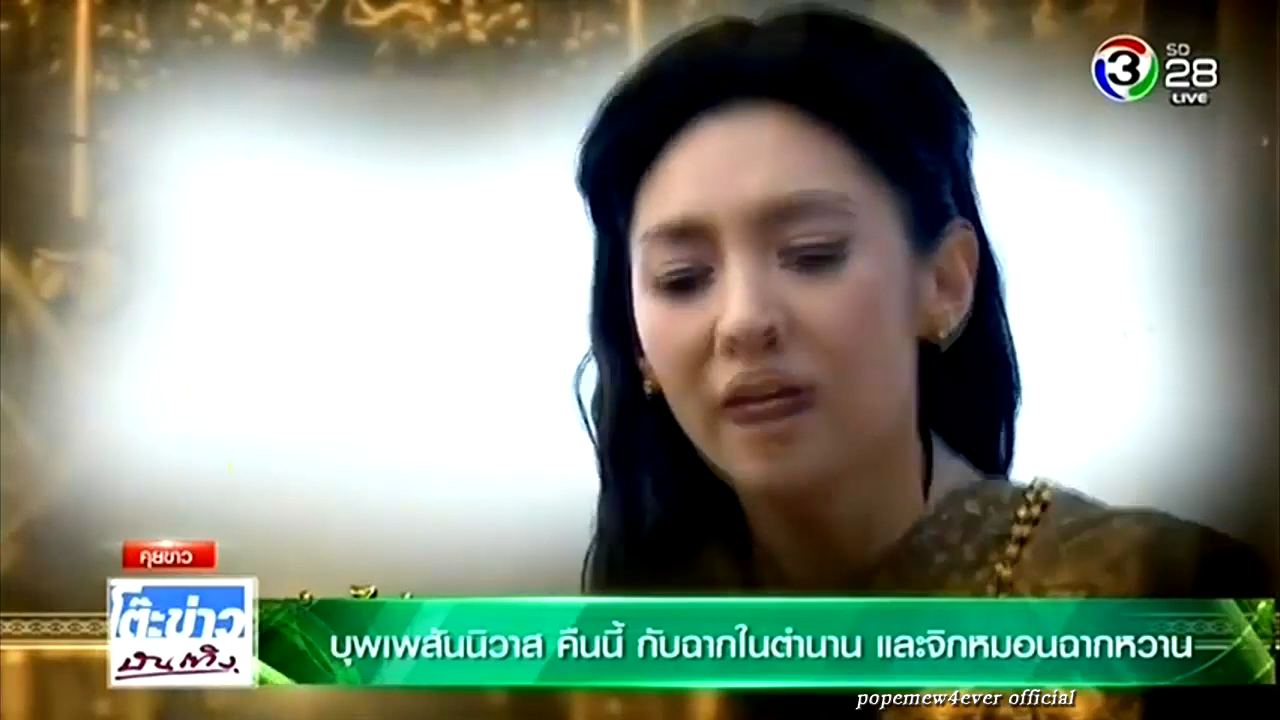 3
SD
28
LIVE
คุยข่าว
โต๊ะข่าว
บันเทิง
บุพเพสันนิวาส คืนนี้ กับฉากในตำนาน และจิกหมอนฉากหวาน
popemew4ever official